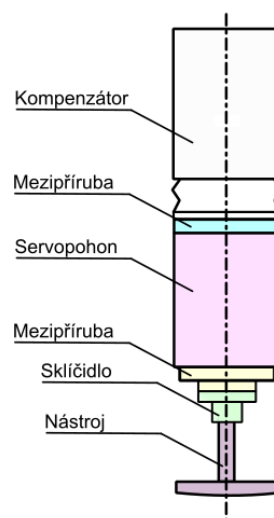 Kompenzátor
Mezipříruba
Servopohon
Mezipříruba
Sklíčidlo
Nástroj